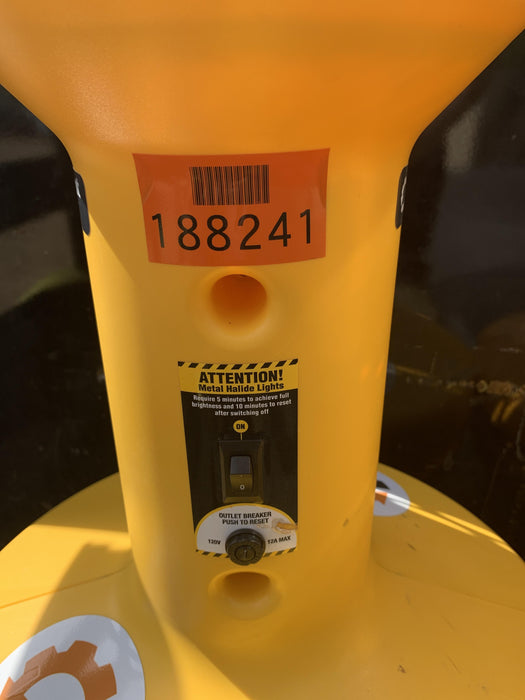 188241
ATTENTION!
Metal Halide Lights
Require 5 minutes to achieve full
brightness and 10 minutes to reset
after switching off
ON
O
OUTLET BREAKER
PUSH TO RESET
120V 12A MAX